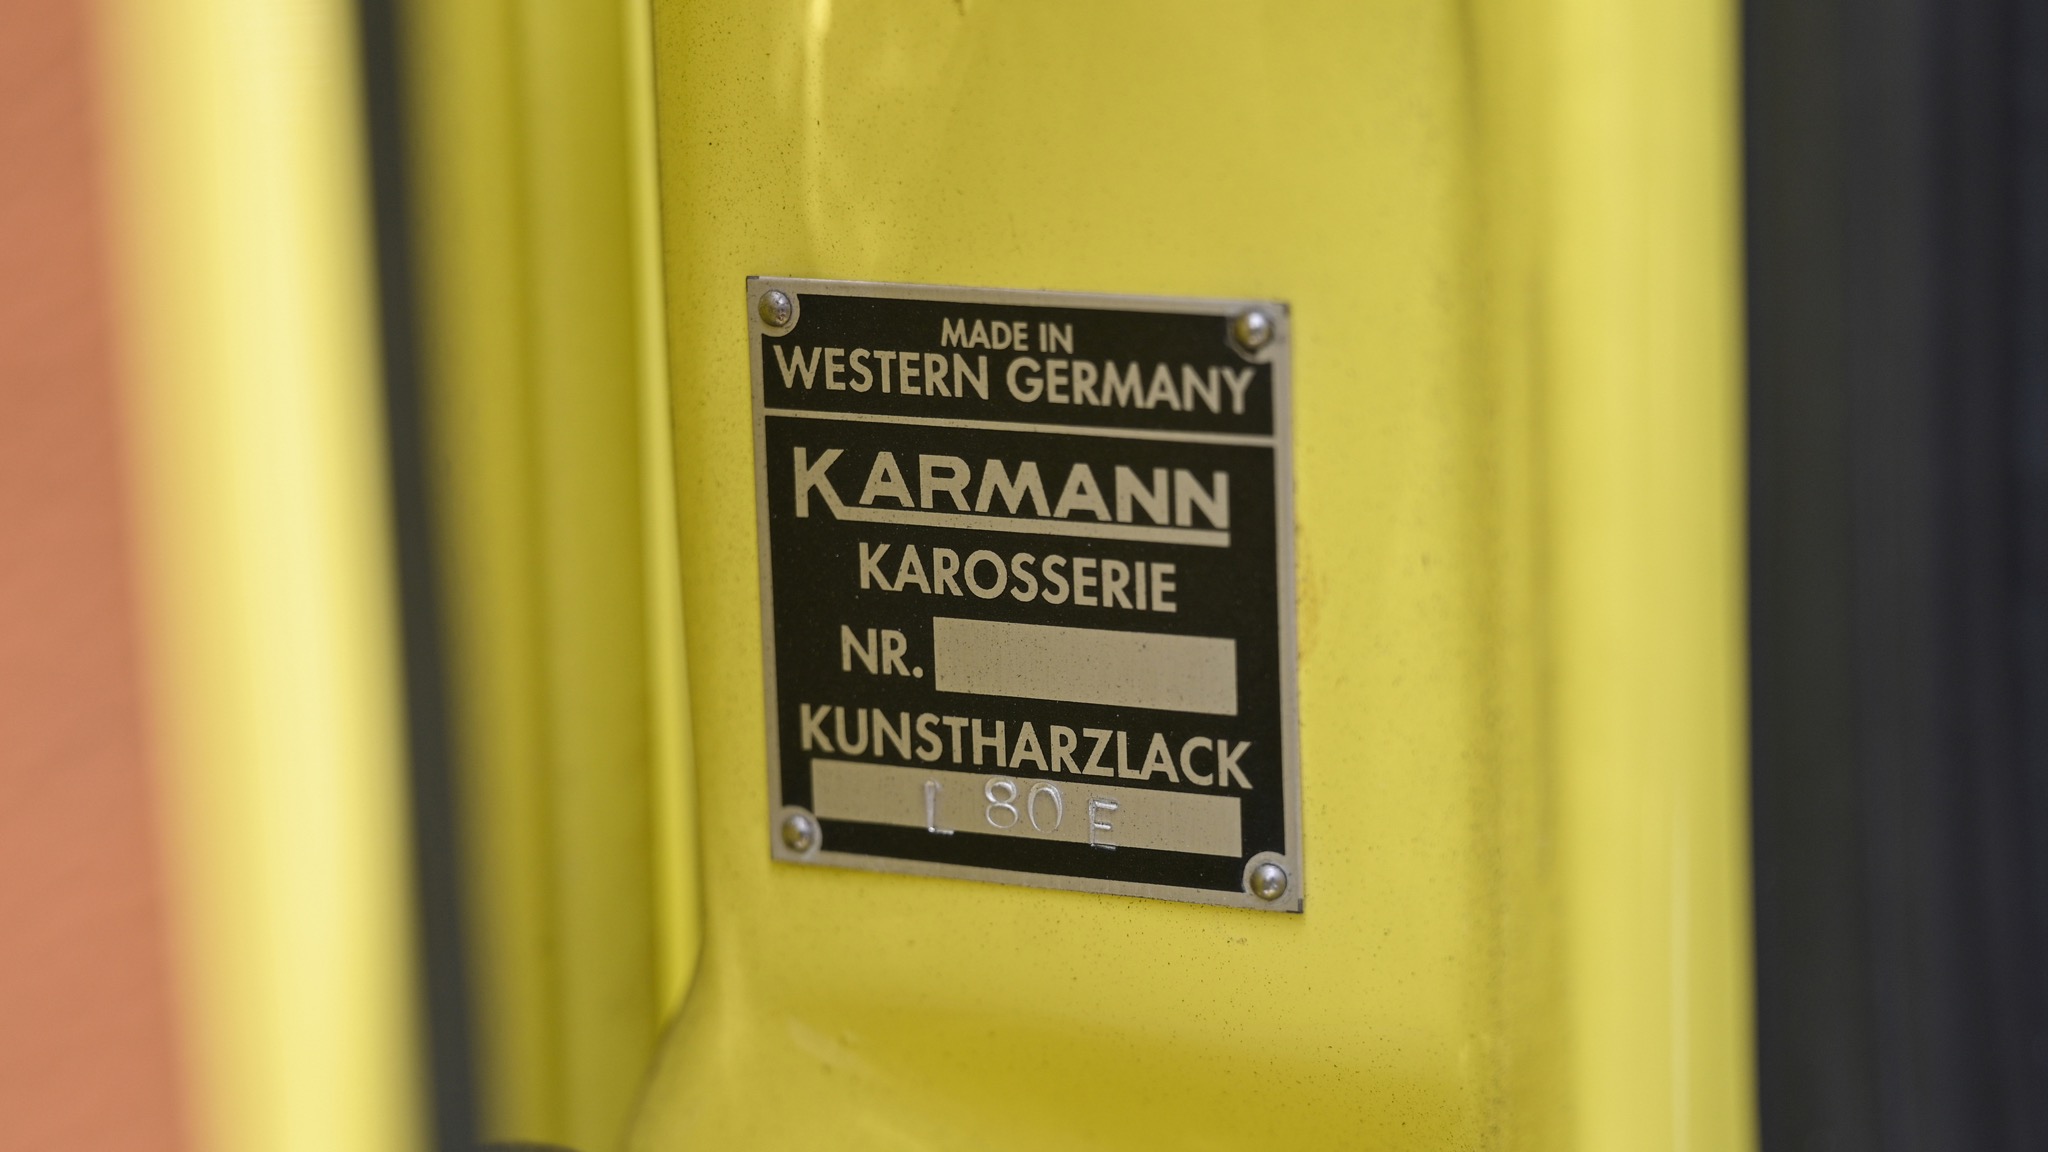 MADE IN
WESTERN GERMANY
KARMANN
KAROSSERIE
NR.
KUNSTHARZLACK
L 80 E